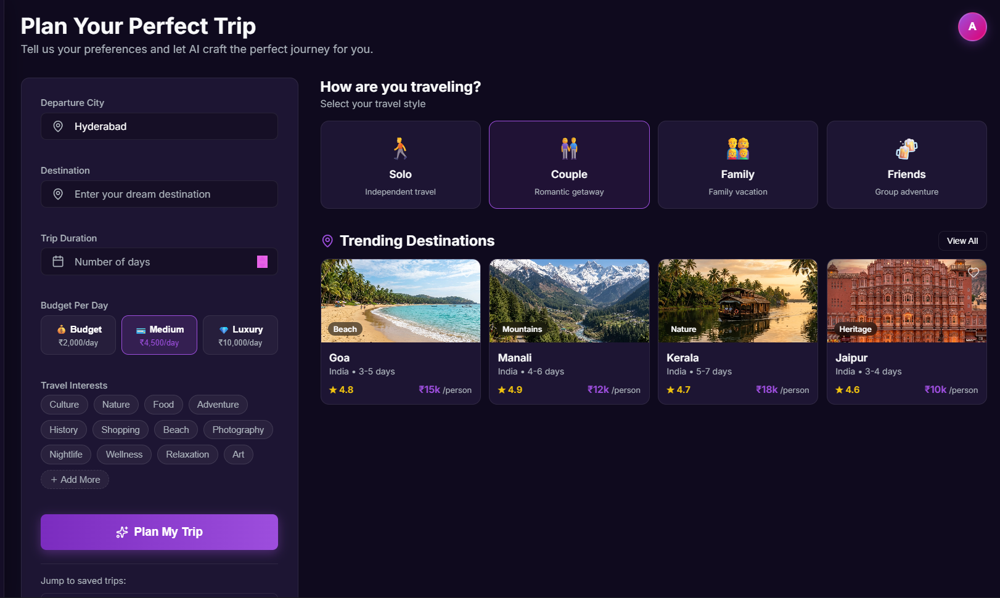 Plan Your Perfect Trip
A
Tell us your preferences and let AI craft the perfect journey for you.
Departure City
Hyderabad
Destination
Enter your dream destination
Trip Duration
Number of days
Budget Per Day
Budget
₹2,000/day
Medium
₹4,500/day
Luxury
₹10,000/day
Travel Interests
Culture Nature Food Adventure
History Shopping Beach Photography
Nightlife Wellness Relaxation Art
+ Add More
Plan My Trip
Jump to saved trips:
How are you traveling?
Select your travel style
Solo
Independent travel
Couple
Romantic getaway
Family
Family vacation
Friends
Group adventure
Trending Destinations
View All
Beach
Goa
India • 3-5 days
★ 4.8 ₹15k /person
Mountains
Manali
India • 4-6 days
★ 4.9 ₹12k /person
Nature
Kerala
India • 5-7 days
★ 4.7 ₹18k /person
Heritage
Jaipur
India • 3-4 days
★ 4.6 ₹10k /person